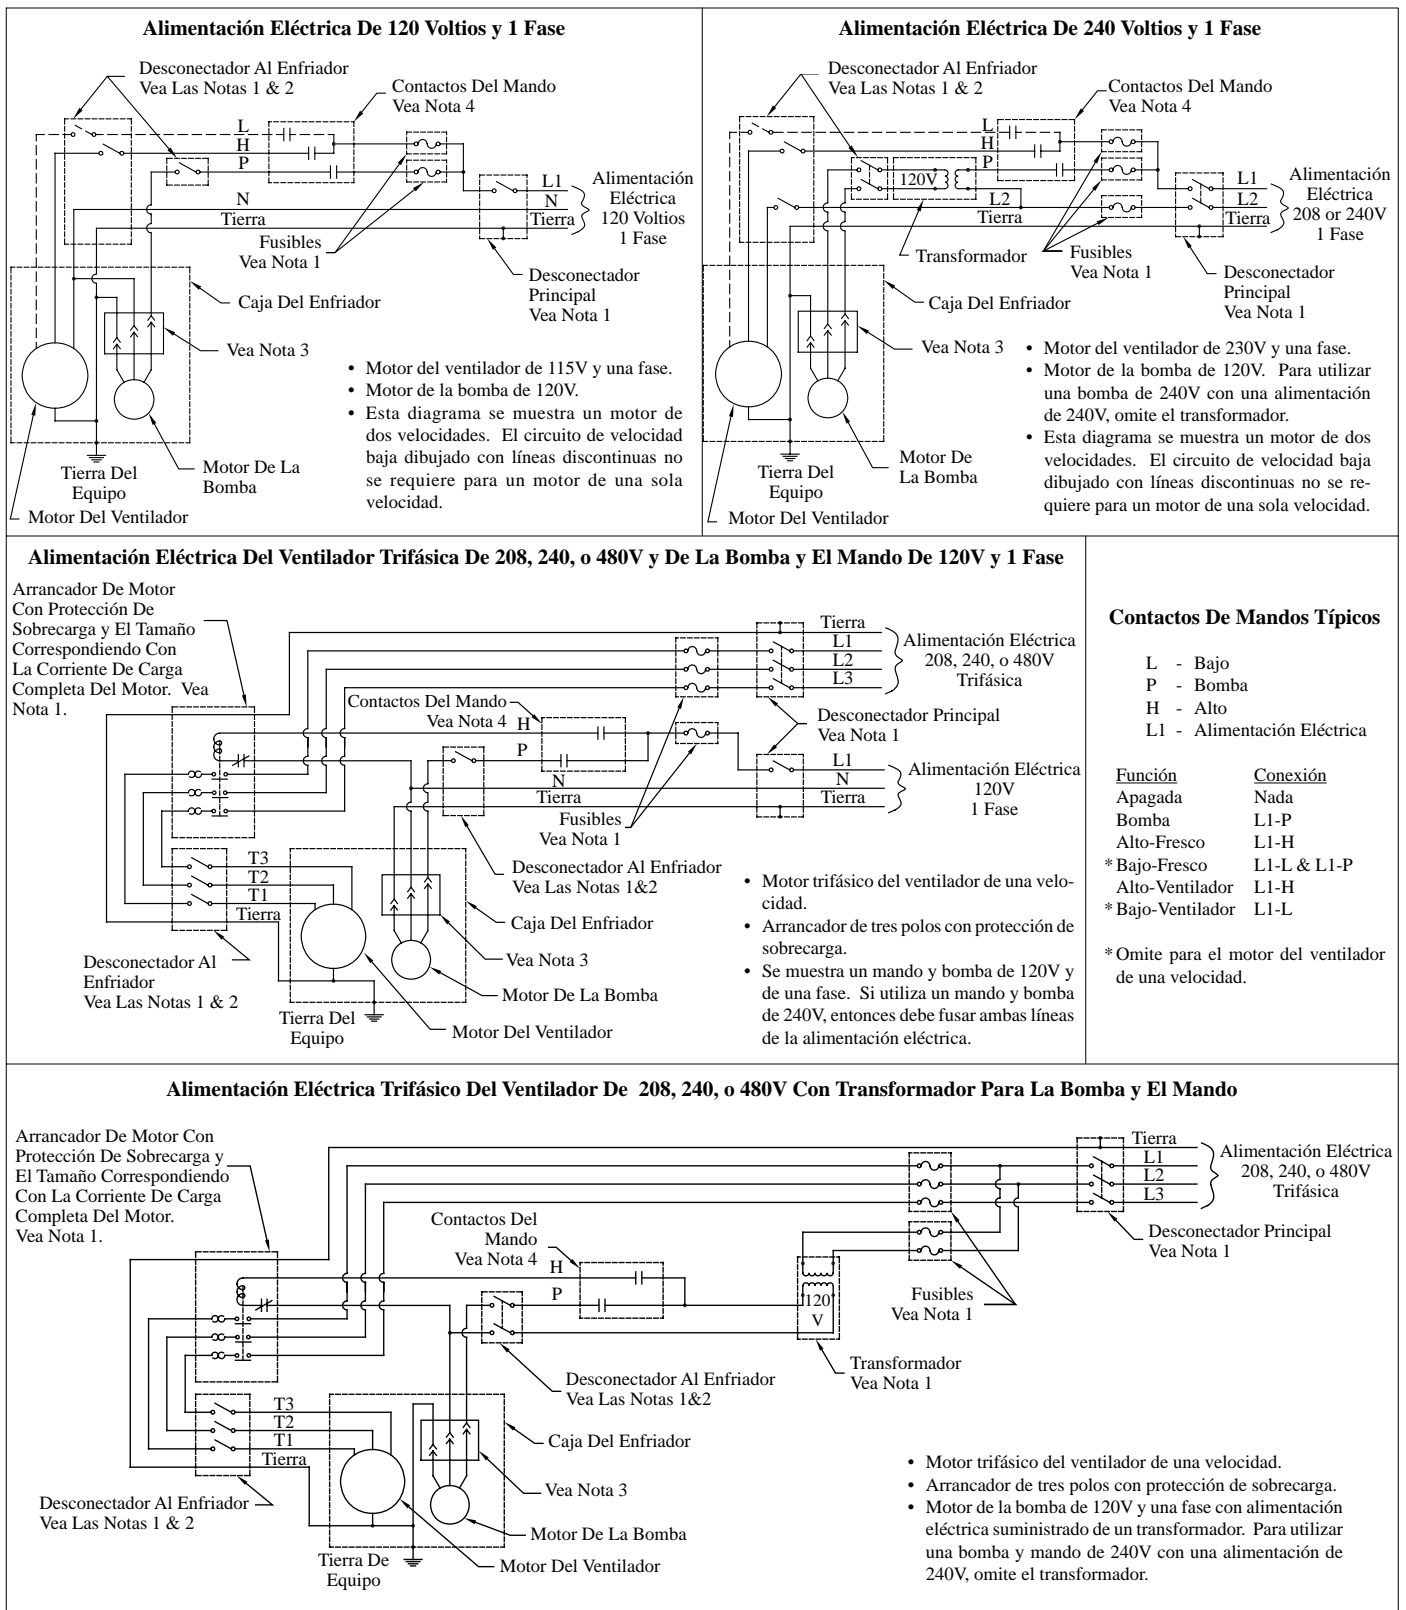 Alimentación Eléctrica De 120 Voltios y 1 Fase
Desconectador Al Enfriador
Vea Las Notas 1 & 2
Contactos Del Mando
Vea Nota 4
L
H
P
L1
N
N
Tierra
Tierra
Alimentación
Eléctrica
120 Voltios
1 Fase
Fusibles
Vea Nota 1
Desconectador
Principal
Vea Nota 1
Caja Del Enfriador
Vea Nota 3
• Motor del ventilador de 115V y una fase.
• Motor de la bomba de 120V.
• Esta diagrama se muestra un motor de
dos velocidades. El circuito de velocidad
baja dibujado con líneas discontinuas no
se requiere para un motor de una sola
velocidad.
Tierra Del
Equipo
Motor De La
Bomba
Motor Del Ventilador
Alimentación Eléctrica De 240 Voltios y 1 Fase
Desconectador Al Enfriador
Vea Las Notas 1 & 2
Contactos Del Mando
Vea Nota 4
L
H
P
120V
L1
L2
L2
Tierra
Tierra
Alimentación
Eléctrica
208 or 240V
1 Fase
Transformador
Fusibles
Vea Nota 1
Desconectador
Principal
Vea Nota 1
Caja Del Enfriador
Vea Nota 3
• Motor del ventilador de 230V y una fase.
• Motor de la bomba de 120V. Para utilizar
una bomba de 240V con una alimentación
de 240V, omite el transformador.
• Esta diagrama se muestra un motor de dos
velocidades. El circuito de velocidad baja
dibujado con líneas discontinuas no se re-
quiere para un motor de una sola velocidad.
Tierra Del
Equipo
Motor De
La Bomba
Motor Del Ventilador
Alimentación Eléctrica Del Ventilador Trifásica De 208, 240, o 480V y De La Bomba y El Mando De 120V y 1 Fase
Arrancador De Motor
Con Protección De
Sobrecarga y El Tamaño
Correspondiendo Con
La Corriente De Carga
Completa Del Motor. Vea
Nota 1.
Tierra
L1
L2
L3
Alimentación Eléctrica
208, 240, o 480V
Trifásica
Contactos Del Mando
Vea Nota 4
H
P
Desconectador Principal
Vea Nota 1
L1
N
Tierra
Tierra
Alimentación Eléctrica
120V
1 Fase
Fusibles
Vea Nota 1
Desconectador Al Enfriador
Vea Las Notas 1&2
T3
T2
T1
Tierra
Caja Del Enfriador
Vea Nota 3
Motor De La Bomba
Motor Del Ventilador
Desconectador Al
Enfriador
Vea Las Notas 1 & 2
Tierra Del
Equipo
• Motor trifásico del ventilador de una velo-
cidad.
• Arrancador de tres polos con protección de
sobrecarga.
• Se muestra un mando y bomba de 120V y
de una fase. Si utiliza un mando y bomba
de 240V, entonces debe fusar ambas líneas
de la alimentación eléctrica.
Contactos De Mandos Típicos
L - Bajo
P - Bomba
H - Alto
L1 - Alimentación Eléctrica
Función Conexión
Apagada Nada
Bomba L1-P
Alto-Fresco L1-H
* Bajo-Fresco L1-L & L1-P
Alto-Ventilador L1-H
* Bajo-Ventilador L1-L
* Omite para el motor del ventilador
de una velocidad.
Alimentación Eléctrica Trifásico Del Ventilador De 208, 240, o 480V Con Transformador Para La Bomba y El Mando
Arrancador De Motor Con
Protección De Sobrecarga y
El Tamaño Correspondiendo
Con La Corriente De Carga
Completa Del Motor.
Vea Nota 1.
Tierra
L1
L2
L3
Alimentación Eléctrica
208, 240, o 480V
Trifásica
Contactos Del
Mando
Vea Nota 4
H
P
Desconectador Principal
Vea Nota 1
120
V
Fusibles
Vea Nota 1
Transformador
Vea Nota 1
Desconectador Al Enfriador
Vea Las Notas 1&2
T3
T2
T1
Tierra
Caja Del Enfriador
Vea Nota 3
Motor De La Bomba
Motor Del Ventilador
Desconectador Al Enfriador
Vea Las Notas 1 & 2
Tierra De
Equipo
• Motor trifásico del ventilador de una velocidad.
• Arrancador de tres polos con protección de sobrecarga.
• Motor de la bomba de 120V y una fase con alimentación
eléctrica suministrado de un transformador. Para utilizar
una bomba y mando de 240V con una alimentación de
240V, omite el transformador.